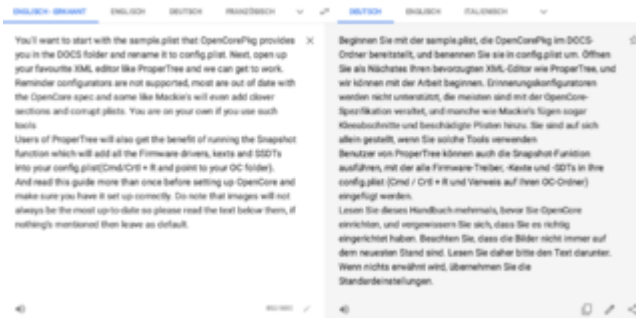 ENGLISCH - ERKANNT ENGLISCH DEUTSCH FRANZÖSISCH
DEUTSCH ENGLISCH ITALIENISCH
You'll want to start with the sample.plist that OpenCorePkg provides
you in the DOCS folder and rename it to config.plist. Next, open up
your favourite XML editor like ProperTree and we can get to work.
Reminder configurators are not supported, most are out of date with
the OpenCore spec and some like Mackie's will even add clover
sections and corrupt plists. You are on your own if you use such
tools
Users of ProperTree will also get the benefit of running the Snapshot
function which will add all the Firmware drivers, kexts and SSDTs
into your config.plist(Cmd/Crtl + R and point to your OC folder).
And read this guide more than once before setting up OpenCore and
make sure you have it set up correctly. Do note that images will not
always be the most up-to-date so please read the text below them, if
nothing's mentioned then leave as default.
Beginnen Sie mit der sample.plist, die OpenCorePkg im DOCS-
Ordner bereitstellt, und benennen Sie sie in config.plist um. Öffnen
Sie als Nächstes Ihren bevorzugten XML-Editor wie ProperTree, und
wir können mit der Arbeit beginnen. Erinnerungskonfiguratoren
werden nicht unterstützt, die meisten sind mit der OpenCore-
Spezifikation veraltet, und manche wie Mackie's fügen sogar
Kleeabschnitte und beschädigte Plisten hinzu. Sie sind auf sich
allein gestellt, wenn Sie solche Tools verwenden
Benutzer von ProperTree können auch die Snapshot-Funktion
ausführen, mit der alle Firmware-Treiber, -Kexte und -SDTs in Ihre
config.plist (Cmd / Crtl + R und Verweis auf Ihren OC-Ordner)
eingefügt werden.
Lesen Sie dieses Handbuch mehrmals, bevor Sie OpenCore
einrichten, und vergewissern Sie sich, dass Sie es richtig
eingerichtet haben. Beachten Sie, dass die Bilder nicht immer auf
dem neuesten Stand sind. Lesen Sie daher bitte den Text darunter.
Wenn nichts erwähnt wird, übernehmen Sie die
Standardeinstellungen.